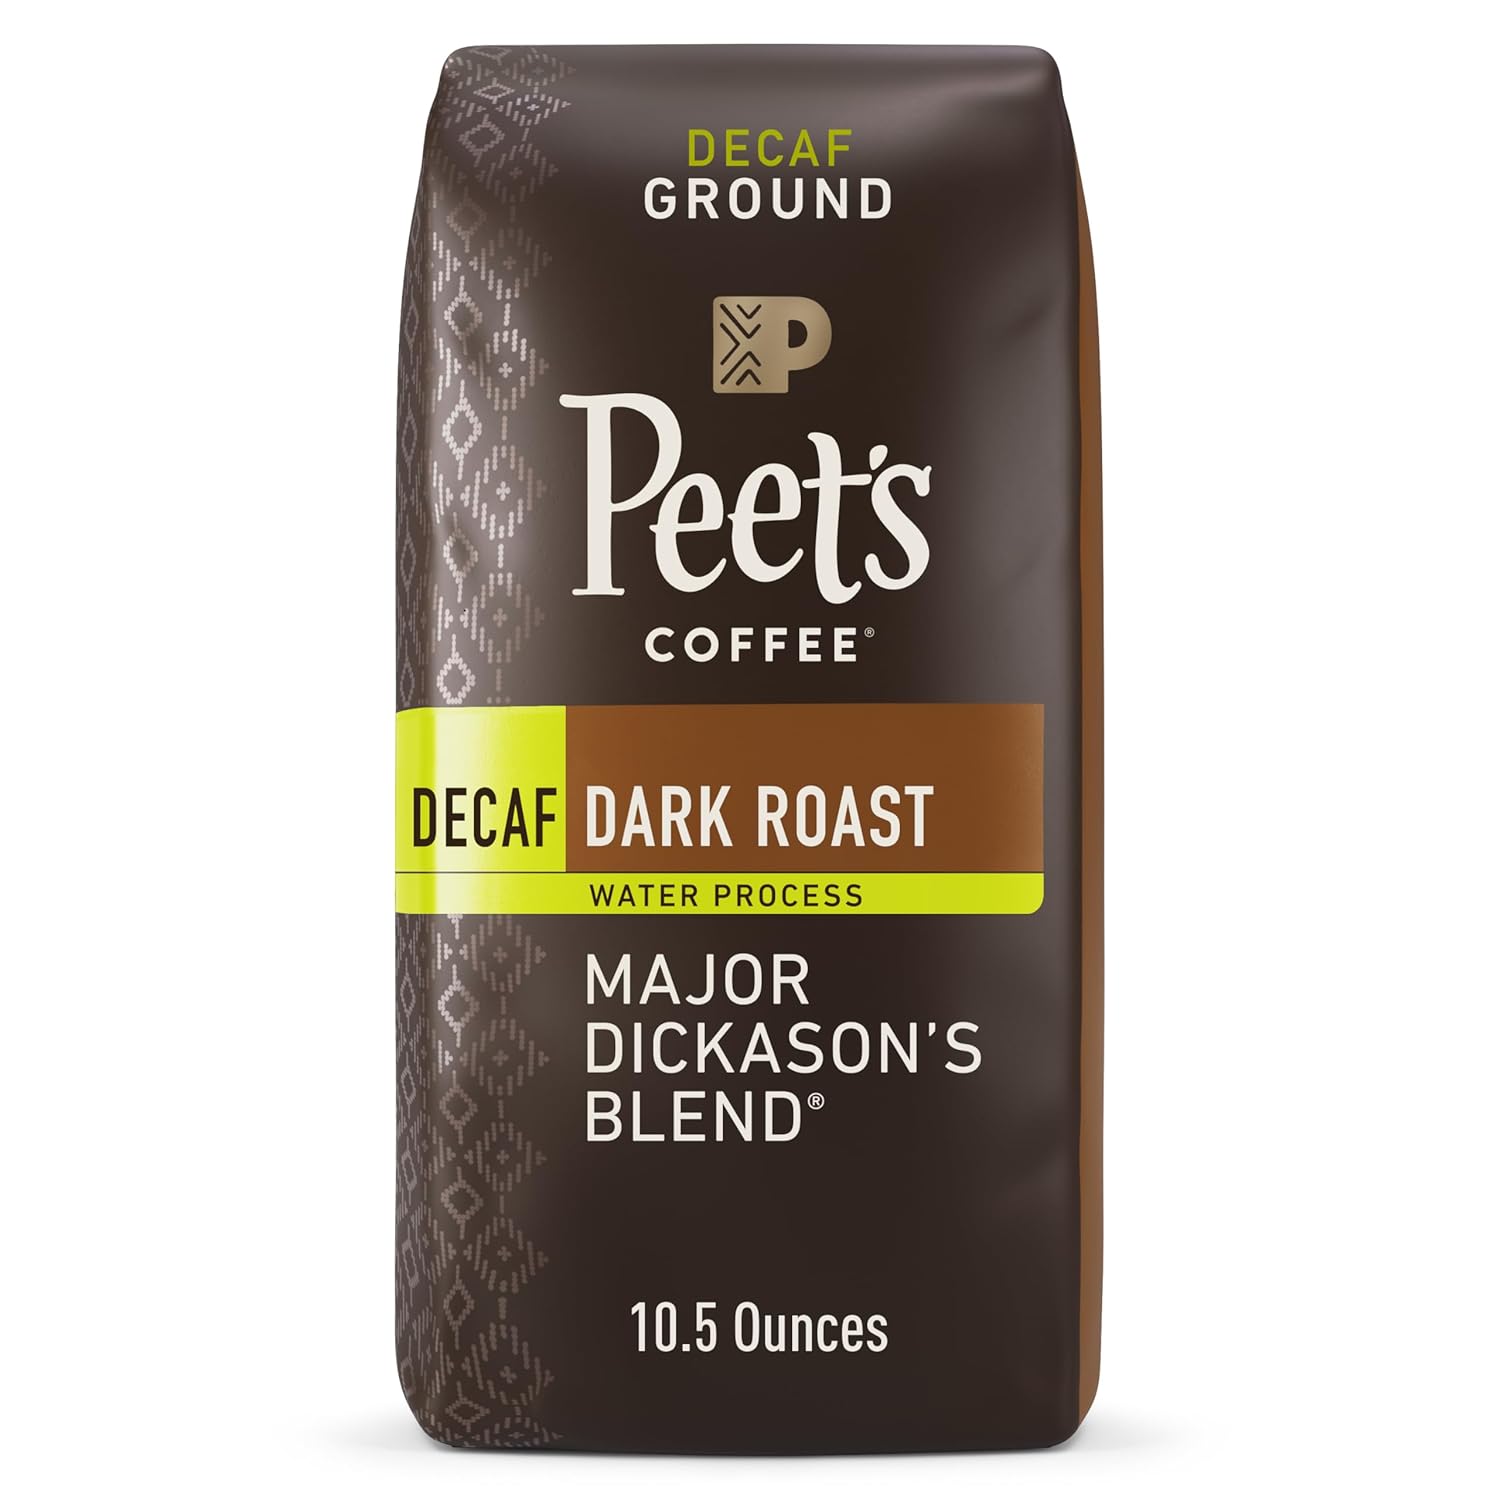 DECAF
GROUND
P
Peet's
COFFEE®
DECAF DARK ROAST
WATER PROCESS
MAJOR
DICKASON'S
BLEND®
10.5 Ounces